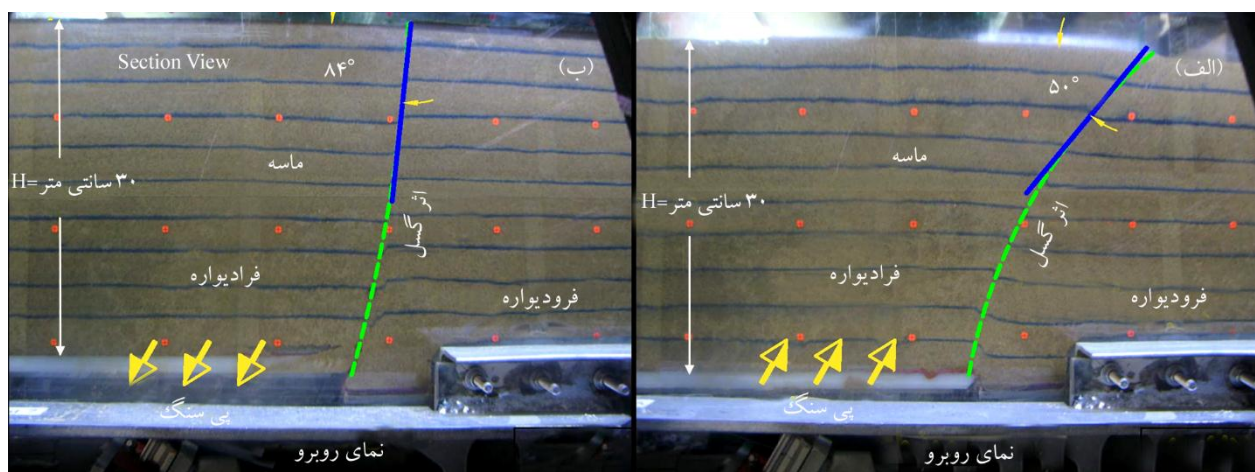 (الف)
۵۰°
ماسه
H=۳۰ سانتی متر
اثر گسل
فرادیواره
فرودیواره
پی سنگ
نمای روبرو
(ب)
Section View
۸۴°
ماسه
H=۳۰ سانتی متر
اثر گسل
فرادیواره
فرودیواره
پی سنگ
نمای روبرو